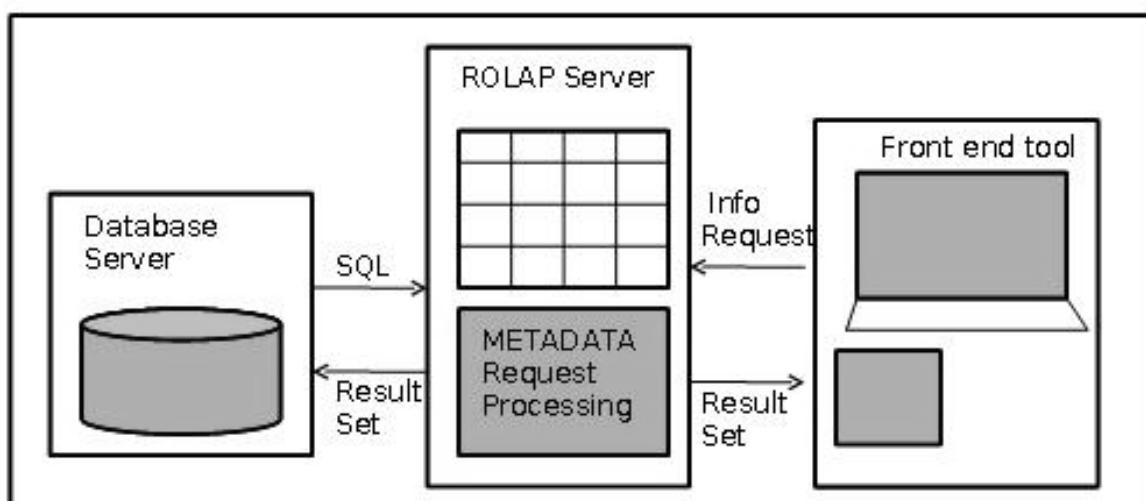 ROLAP Server
Front end tool
Database
Server
SQL
Info
Request
METADATA
Request
Processing
Result
Set
Result
Set